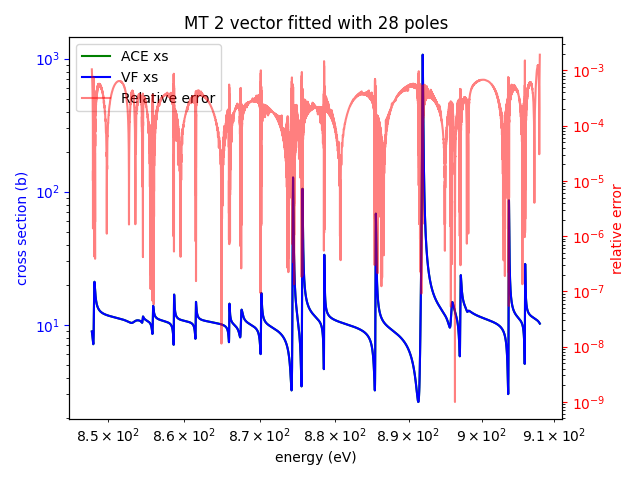 MT 2 vector fitted with 28 poles
ACE xs
VF xs
Relative error
10³
10²
10¹
cross section (b)
10⁻³
10⁻⁴
10⁻⁵
10⁻⁶
10⁻⁷
10⁻⁸
10⁻⁹
relative error
8.5 × 10² 8.6 × 10² 8.7 × 10² 8.8 × 10² 8.9 × 10² 9 × 10² 9.1 × 10²
energy (eV)